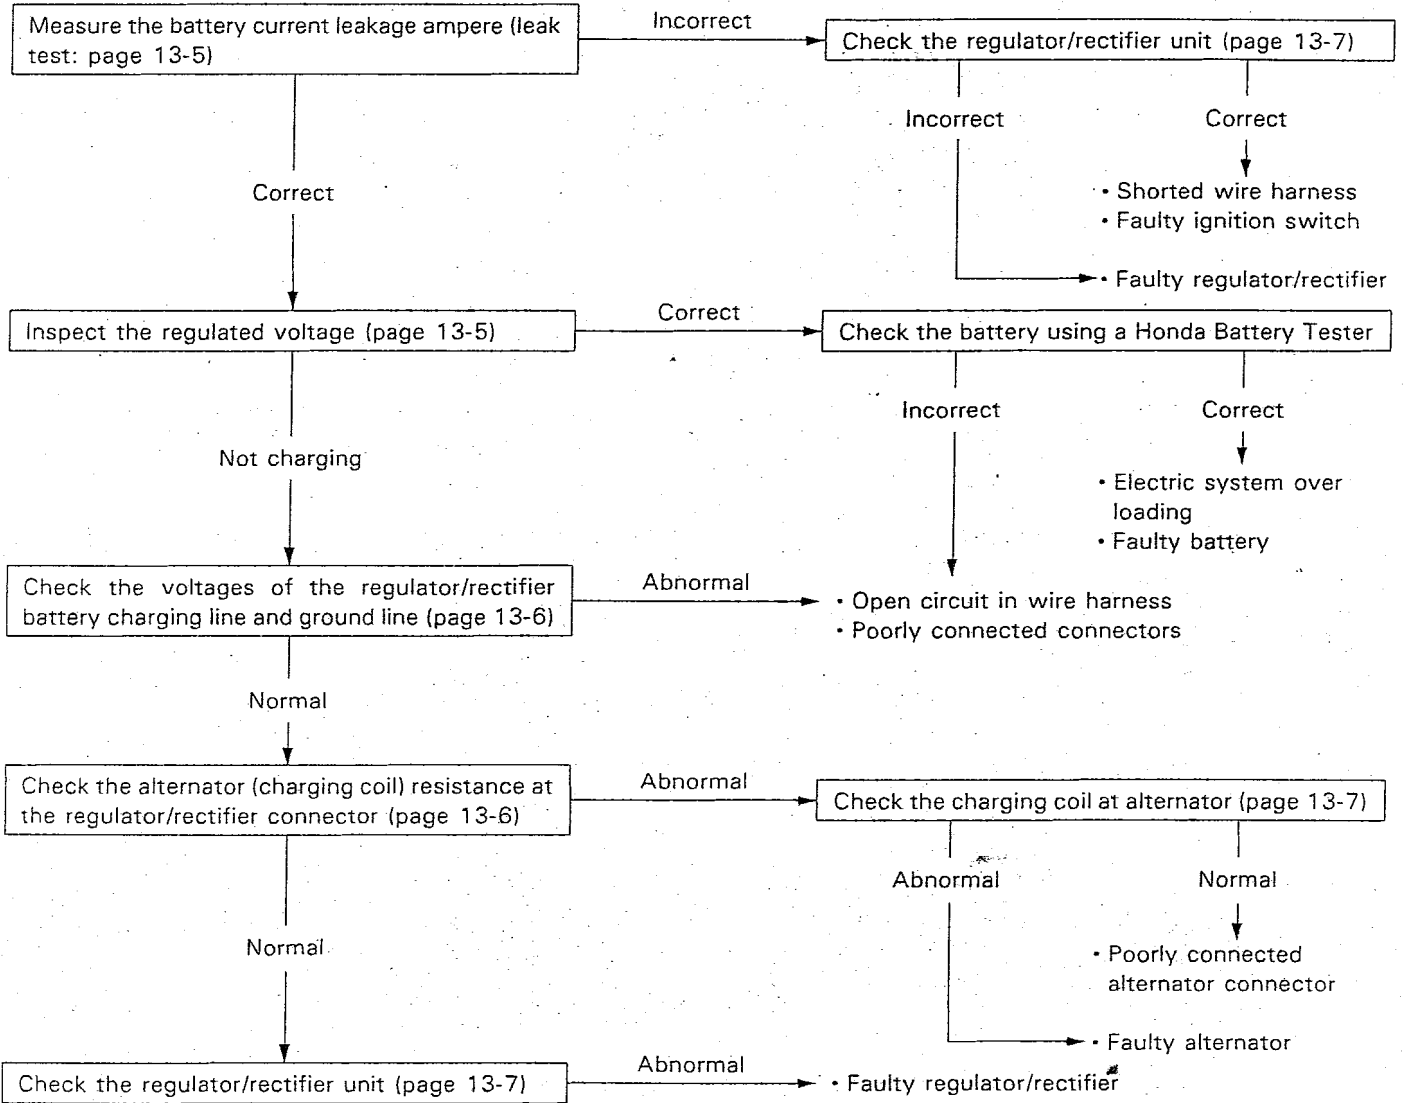 Measure the battery current leakage ampere (leak
test: page 13-5)
Incorrect
Check the regulator/rectifier unit (page 13-7)
Incorrect
Correct
Correct
• Shorted wire harness
• Faulty ignition switch
• Faulty regulator/rectifier
Inspect the regulated voltage (page 13-5)
Correct
Check the battery using a Honda Battery Tester
Incorrect
Correct
Not charging
• Electric system over
loading
• Faulty battery
Check the voltages of the regulator/rectifier
battery charging line and ground line (page 13-6)
Abnormal
• Open circuit in wire harness
• Poorly connected connectors
Normal
Check the alternator (charging coil) resistance at
the regulator/rectifier connector (page 13-6)
Abnormal
Check the charging coil at alternator (page 13-7)
Abnormal
Normal
Normal
• Poorly connected
alternator connector
• Faulty alternator
Check the regulator/rectifier unit (page 13-7)
Abnormal
• Faulty regulator/rectifier